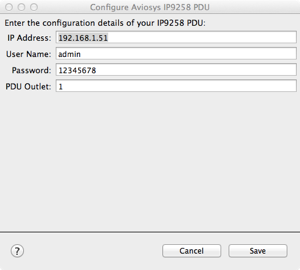 Configure Aviosys IP9258 PDU
Enter the configuration details of your IP9258 PDU:
IP Address: 192.168.1.51
User Name: admin
Password: 12345678
PDU Outlet: 1
? Cancel Save